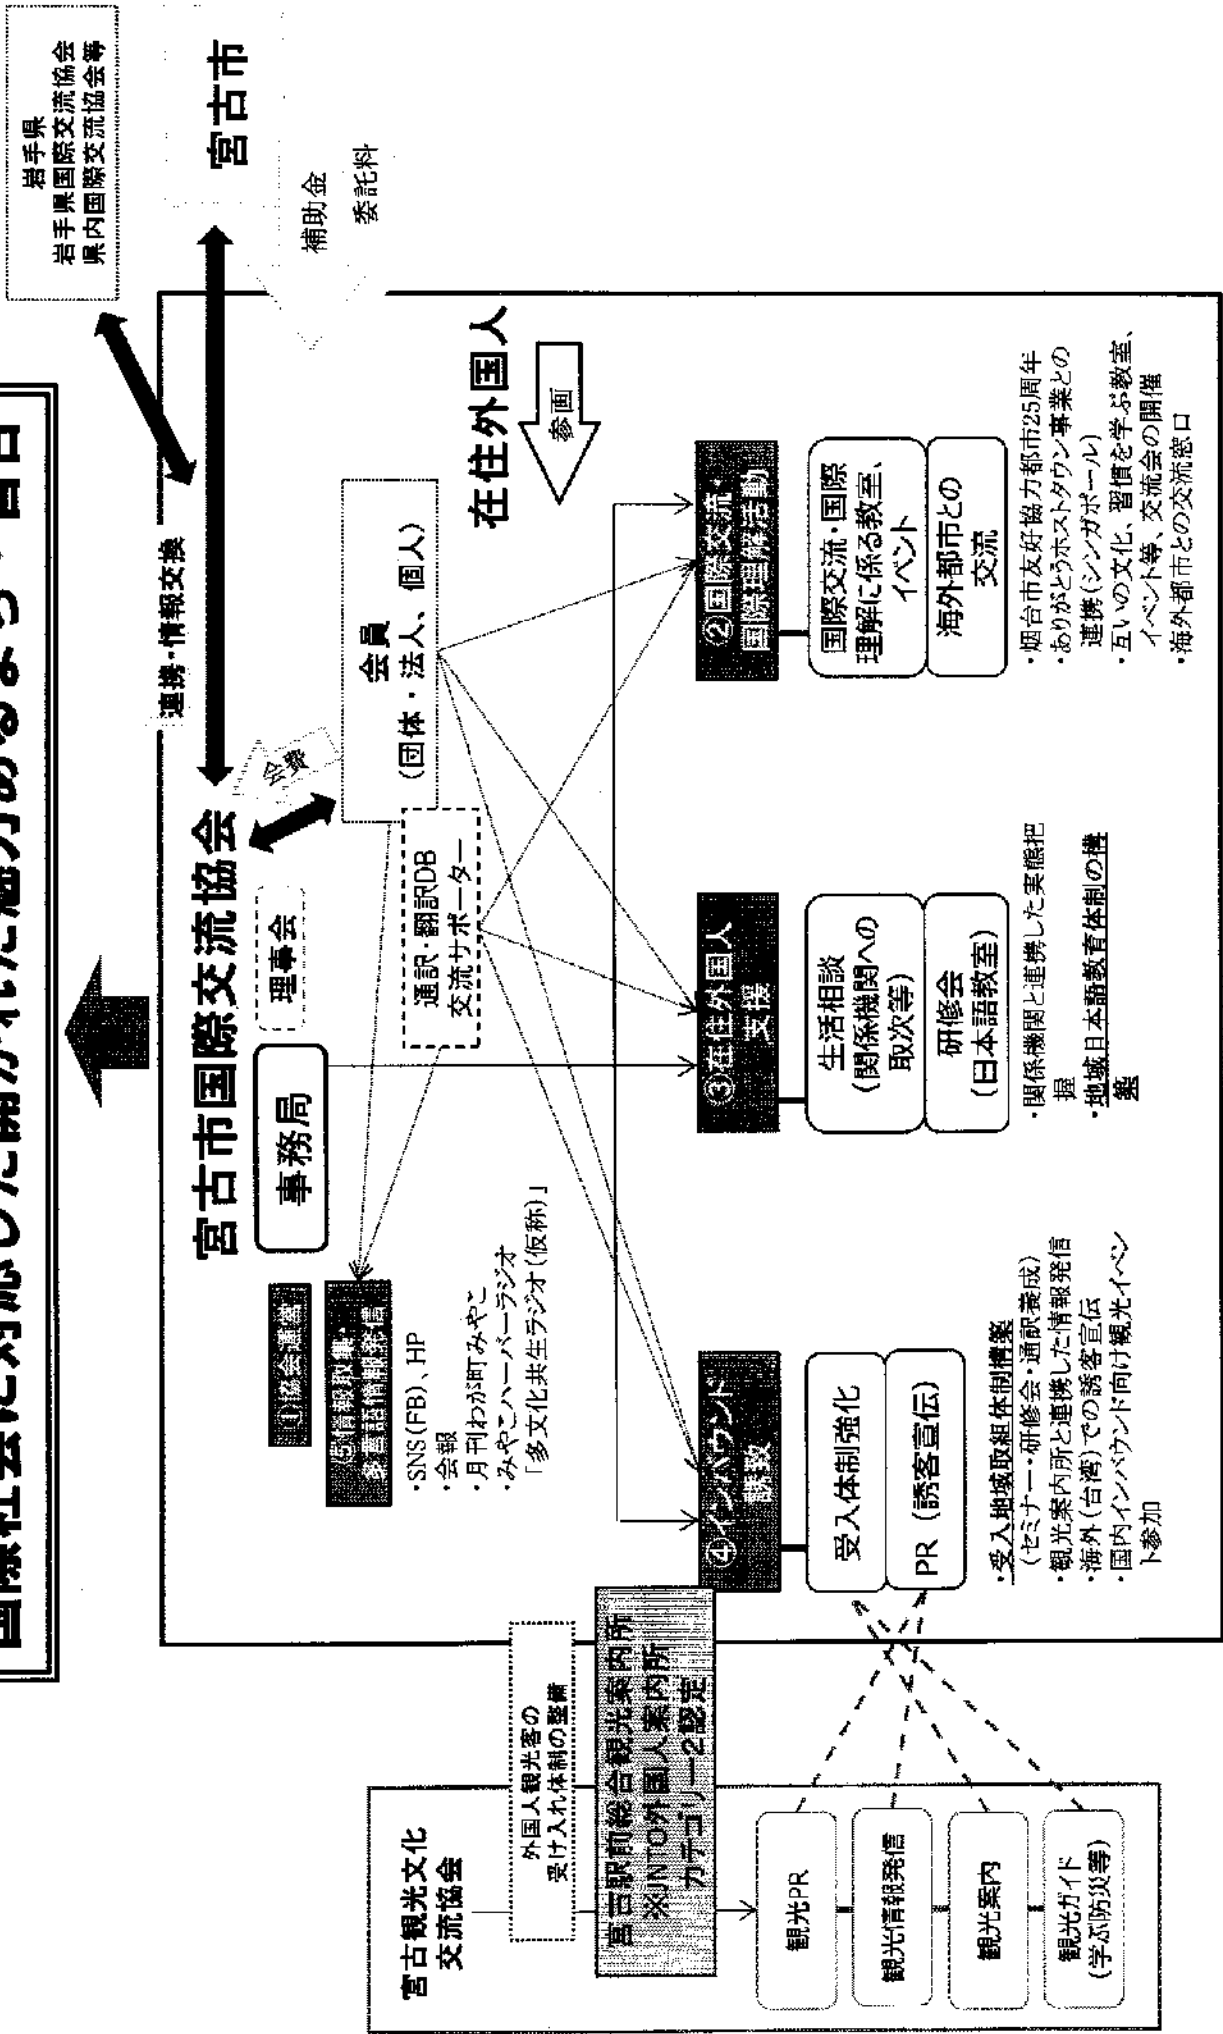 国際社会に対応した開かれた魅力あるまち・宮古
岩手県
岩手県国際交流協会
県内国際交流協会等
宮古市
補助金
委託料
連携・情報交換
宮古市国際交流協会
事務局
理事会
会費
会員
(団体・法人、個人)
通訳・翻訳DB
交流サポーター
在住外国人
参画
・SNS(FB)、HP
・会報
・月刊わが町みやこ
・みやこハーバーラジオ
「多文化共生ラジオ(仮称)」
④インバウンド
誘致
受入体制強化
PR（誘客宣伝）
・受入地域取組体制構築
(セミナー・研修会・通訳養成)
・観光案内所と連携した情報発信
・海外(台湾)での誘客宣伝
・国内インバウンド向け観光イベン
ト参加
③在住外国人
支援
生活相談
(関係機関への
取次等)
研修会
(日本語教室)
・関係機関と連携した実態把
握
・地域日本語教育体制の構
築
②国際交流・
国際理解活動
国際交流・国際
理解に係る教室、
イベント
海外都市との
交流
・烟台市友好協力都市25周年
・ありがとうホストタウン事業との
連携(シンガポール)
・互いの文化、習慣を学ぶ教室、
イベント等、交流会の開催
・海外都市との交流窓口
宮古観光文化
交流協会
外国人観光客の
受け入れ体制の整備
宮古駅前総合観光案内所
※JNTO外国人案内所
カテゴリー2認定
観光PR
観光情報発信
観光案内
観光ガイド
(学ぶ防災等)